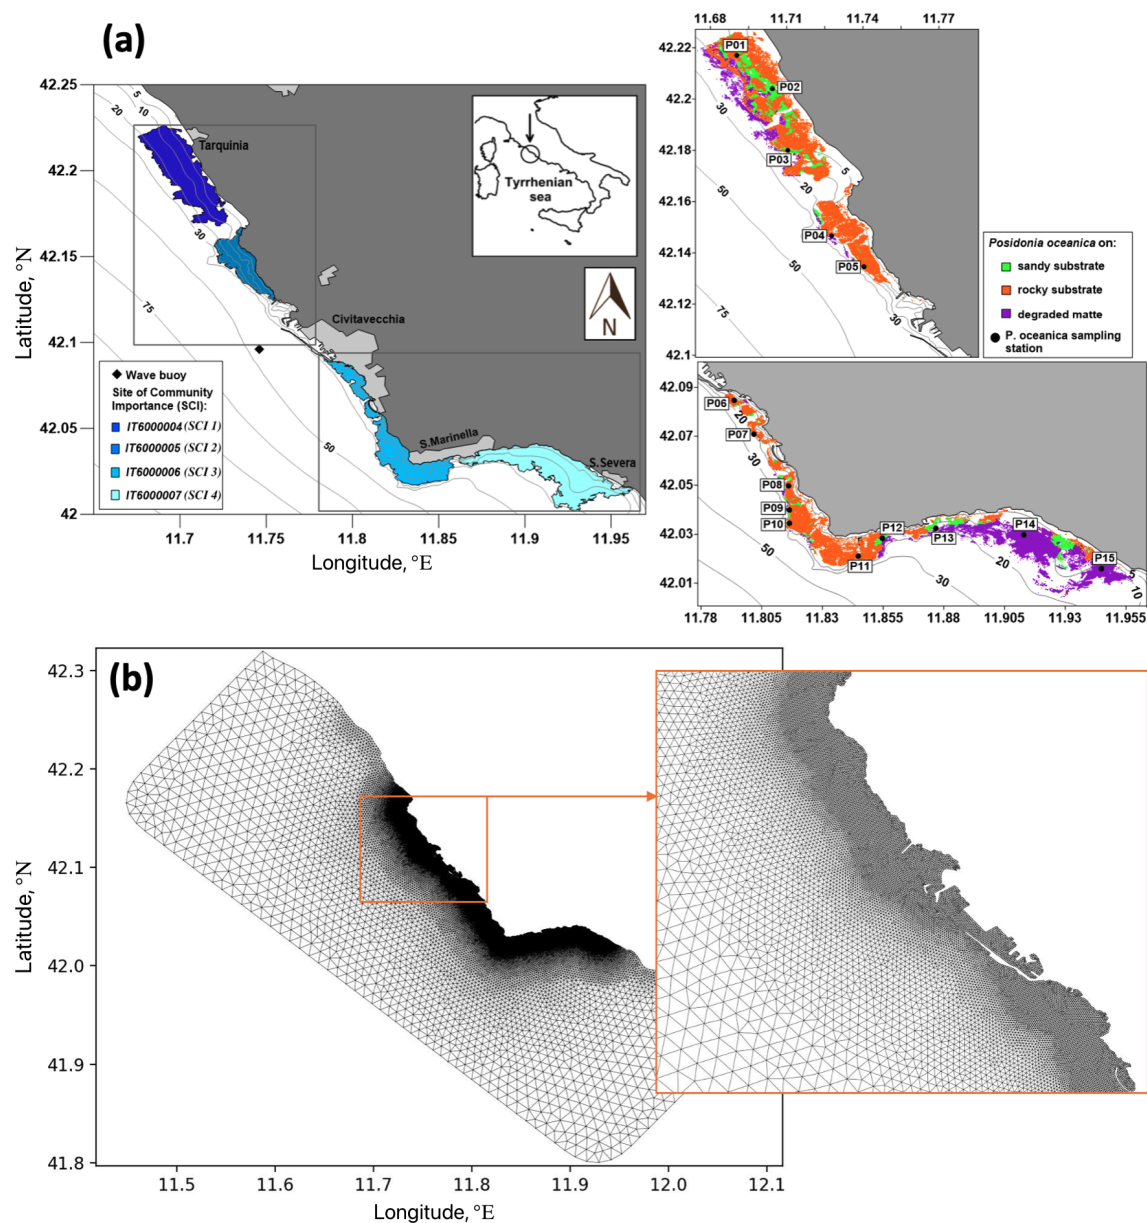 (a)
42.25
42.2
42.15
42.1
42.05
42
Latitude, °N
11.7
11.75
11.8
11.85
11.9
11.95
Longitude, °E
5
10
20
30
75
50
Tarquinia
Civitavecchia
S.Marinella
S.Severa
Tyrrhenian
sea
N
Wave buoy
Site of Community
Importance (SCI):
IT6000004 (SCI 1)
IT6000005 (SCI 2)
IT6000006 (SCI 3)
IT6000007 (SCI 4)
11.68
11.71
11.74
11.77
42.22
42.2
42.18
42.16
42.14
42.12
42.1
P01
P02
P03
P04
P05
30
50
75
5
20
50
30
Posidonia oceanica on:
sandy substrate
rocky substrate
degraded matte
P. oceanica sampling
station
42.09
42.07
42.05
42.03
42.01
P06
P07
P08
P09
P10
P11
P12
P13
P14
P15
20
30
50
30
20
5
10
11.78
11.805
11.83
11.855
11.88
11.905
11.93
11.955
(b)
42.3
42.2
42.1
42.0
41.9
41.8
Latitude, °N
11.5
11.6
11.7
11.8
11.9
12.0
12.1
Longitude, °E